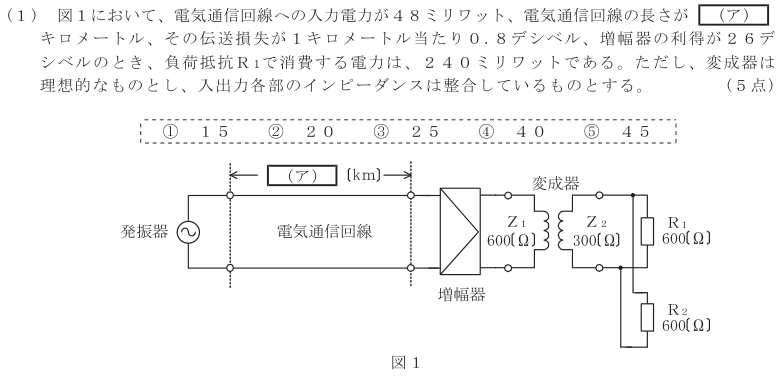 （１） 図１において、電気通信回線への入力電力が４８ミリワット、電気通信回線の長さが （ア）
キロメートル、その伝送損失が１キロメートル当たり０.８デシベル、増幅器の利得が２６デ
シベルのとき、負荷抵抗Ｒ₁で消費する電力は、２４０ミリワットである。ただし、変成器は
理想的なものとし、入出力各部のインピーダンスは整合しているものとする。 （５点）
① １５ ② ２０ ③ ２５ ④ ４０ ⑤ ４５
（ア） 〔km〕
変成器
発振器
電気通信回線
Ｚ₁
600〔Ω〕
Ｚ₂
300〔Ω〕
Ｒ₁
600〔Ω〕
増幅器
Ｒ₂
600〔Ω〕
図１